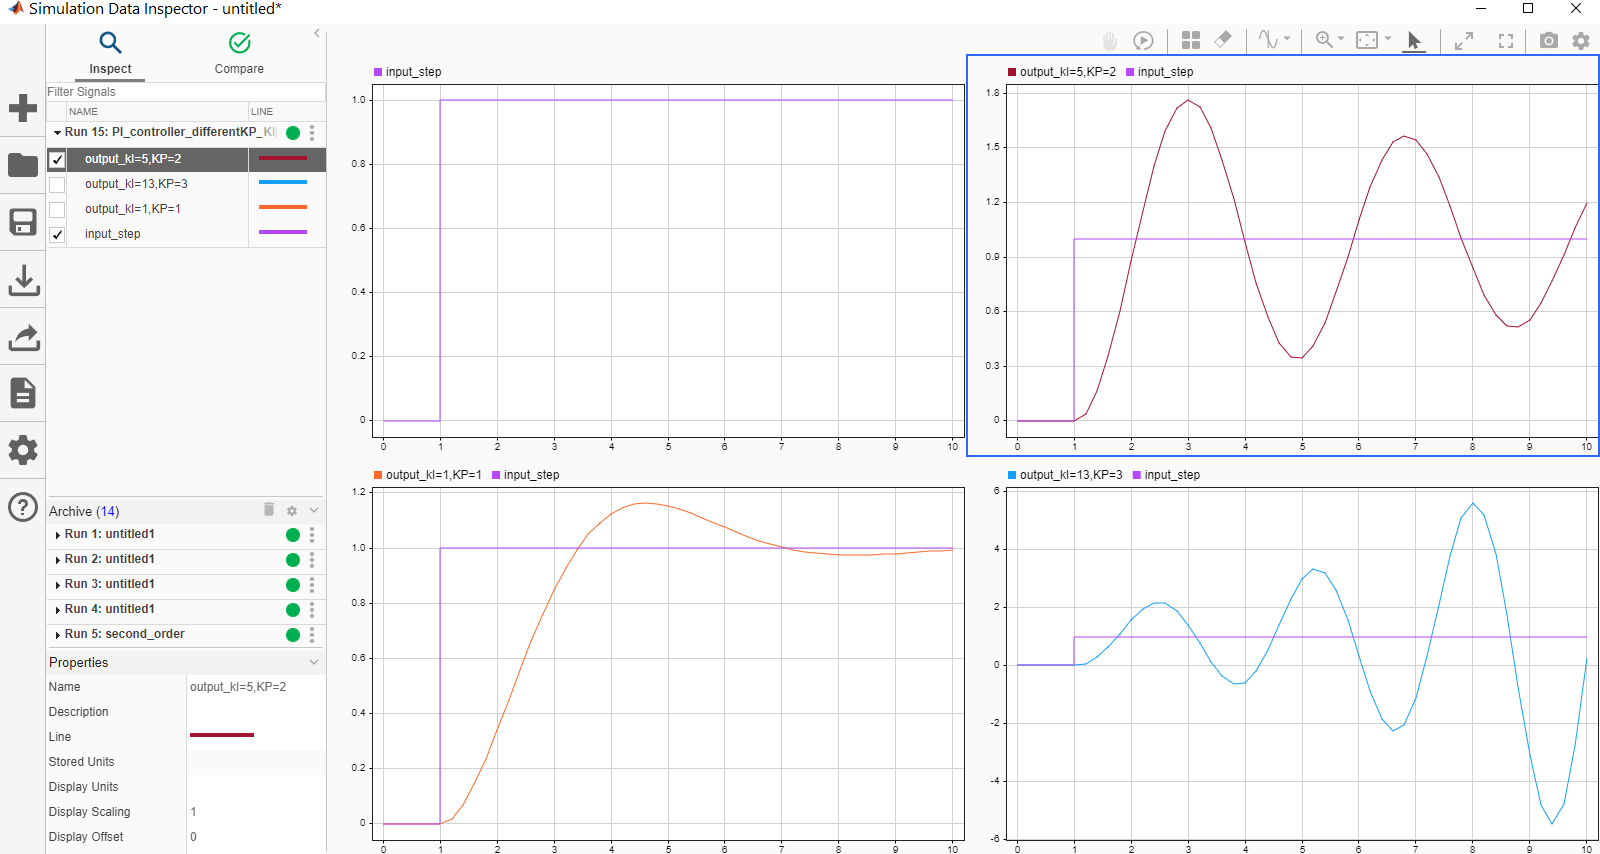 Simulation Data Inspector - untitled*
Inspect
Compare
Filter Signals
NAME LINE
Run 15: PI_controller_differentKP_KI
output_kI=5,KP=2
output_kI=13,KP=3
output_kI=1,KP=1
input_step
Archive (14)
Run 1: untitled1
Run 2: untitled1
Run 3: untitled1
Run 4: untitled1
Run 5: second_order
Properties
Name output_kI=5,KP=2
Description
Line
Stored Units
Display Units
Display Scaling 1
Display Offset 0
input_step
1.0
0.8
0.6
0.4
0.2
0
0 1 2 3 4 5 6 7 8 9 10
output_kI=5,KP=2 input_step
1.8
1.5
1.2
0.9
0.6
0.3
0
0 1 2 3 4 5 6 7 8 9 10
output_kI=1,KP=1 input_step
1.2
1.0
0.8
0.6
0.4
0.2
0
0 1 2 3 4 5 6 7 8 9 10
output_kI=13,KP=3 input_step
6
4
2
0
-2
-4
-6
0 1 2 3 4 5 6 7 8 9 10